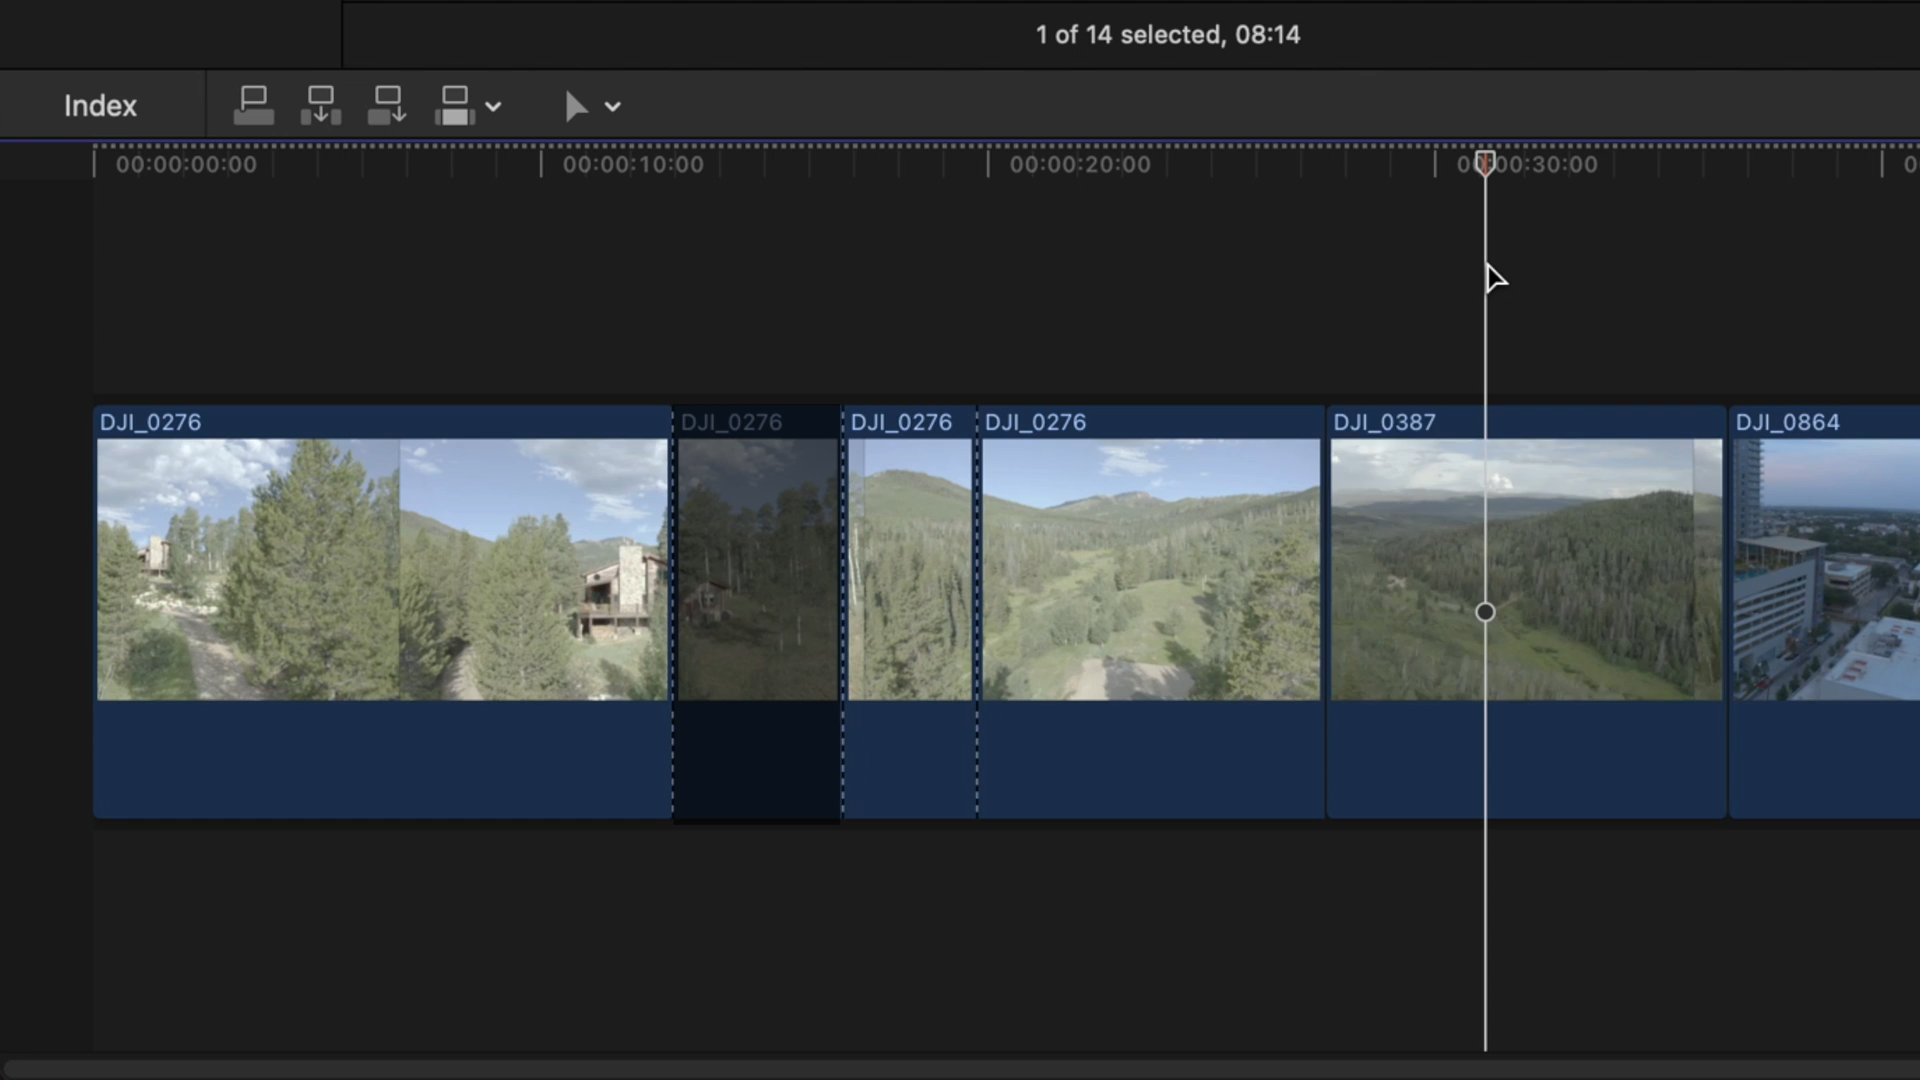 1 of 14 selected, 08:14
Index
00:00:00:00 00:00:10:00 00:00:20:00 00:00:30:00 0
DJI_0276 DJI_0276 DJI_0276 DJI_0276 DJI_0387 DJI_0864